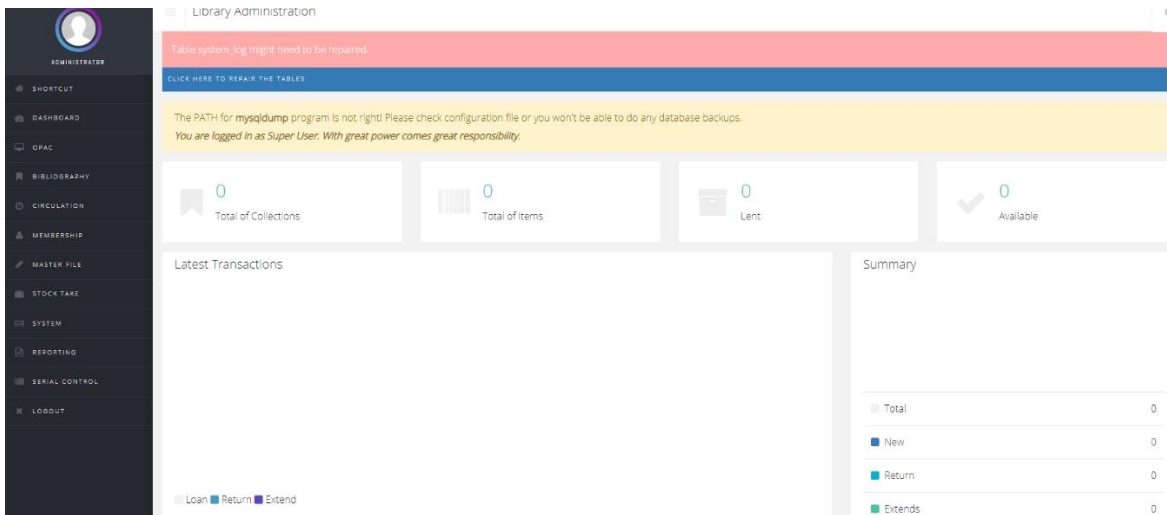 Library Administration
ADMINISTRATOR
SHORTCUT
DASHBOARD
OPAC
BIBLIOGRAPHY
CIRCULATION
MEMBERSHIP
MASTER FILE
STOCK TAKE
SYSTEM
REPORTING
SERIAL CONTROL
LOGOUT
Table system_log might need to be repaired.
CLICK HERE TO REPAIR THE TABLES
The PATH for mysqldump program is not right! Please check configuration file or you won't be able to do any database backups.
You are logged in as Super User. With great power comes great responsibility.
0
Total of Collections
0
Total of Items
0
Lent
0
Available
Latest Transactions
Loan Return Extend
Summary
Total 0
New 0
Return 0
Extends 0